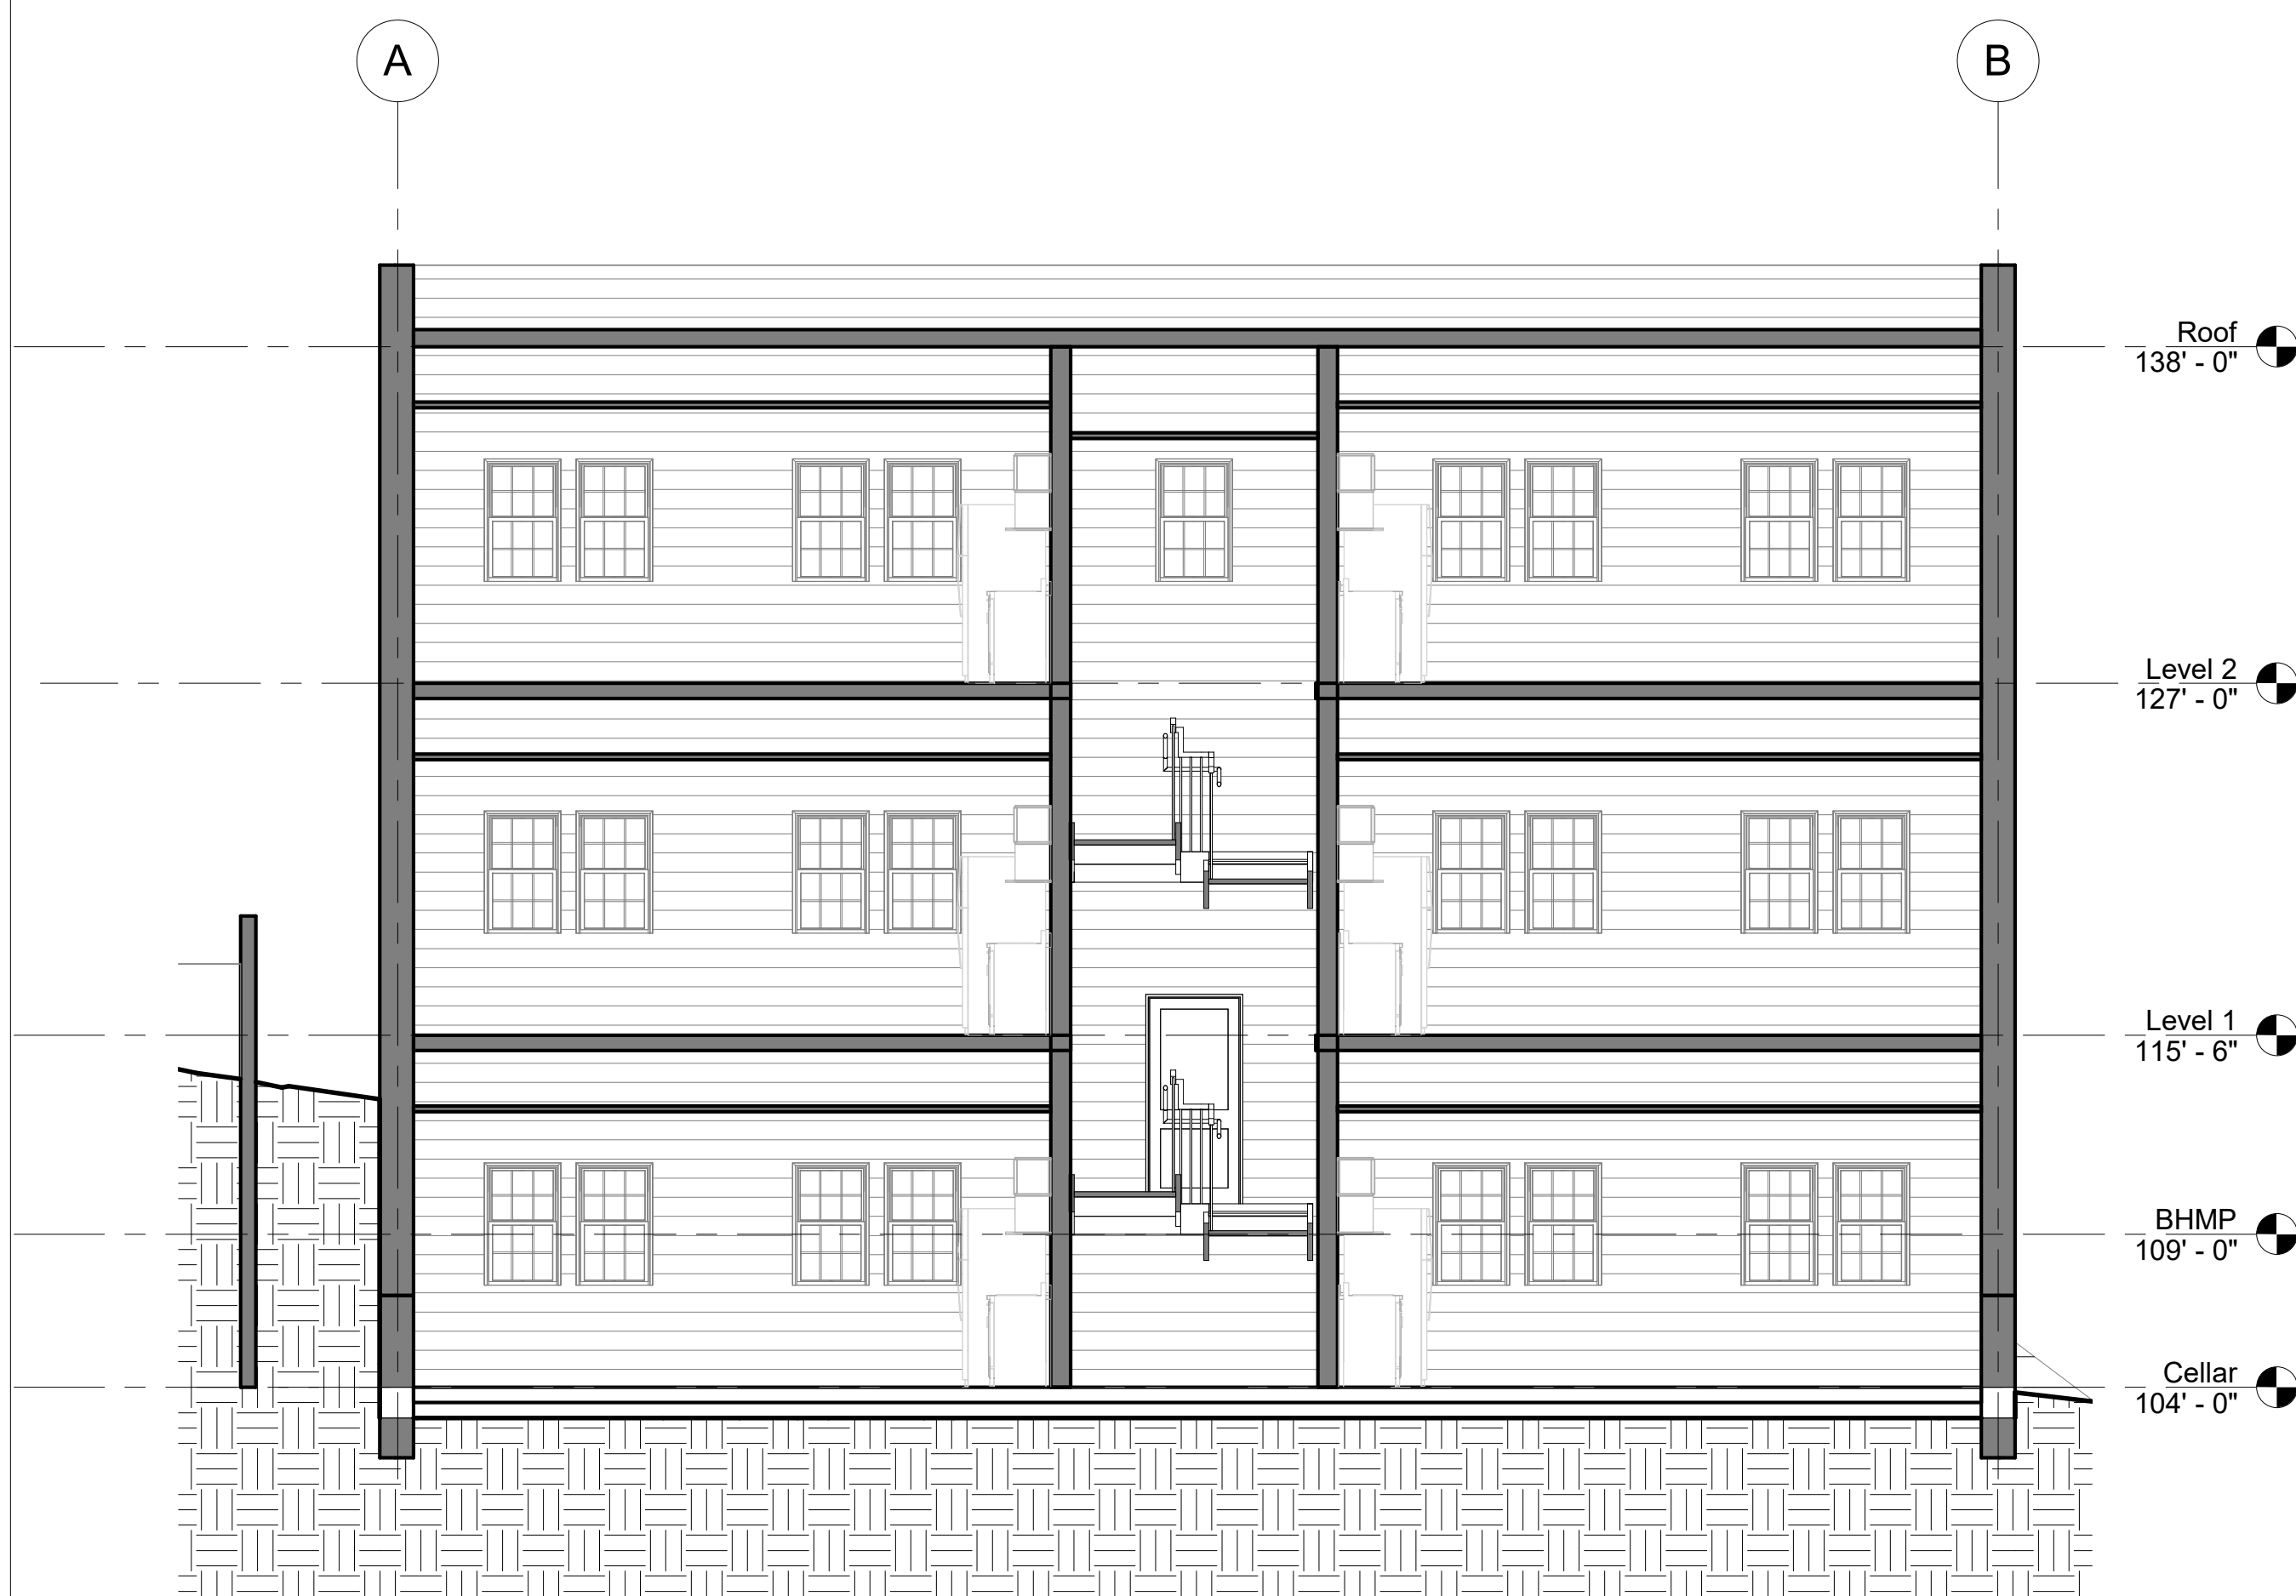 A
B
Roof
138' - 0"
Level 2
127' - 0"
Level 1
115' - 6"
BHMP
109' - 0"
Cellar
104' - 0"